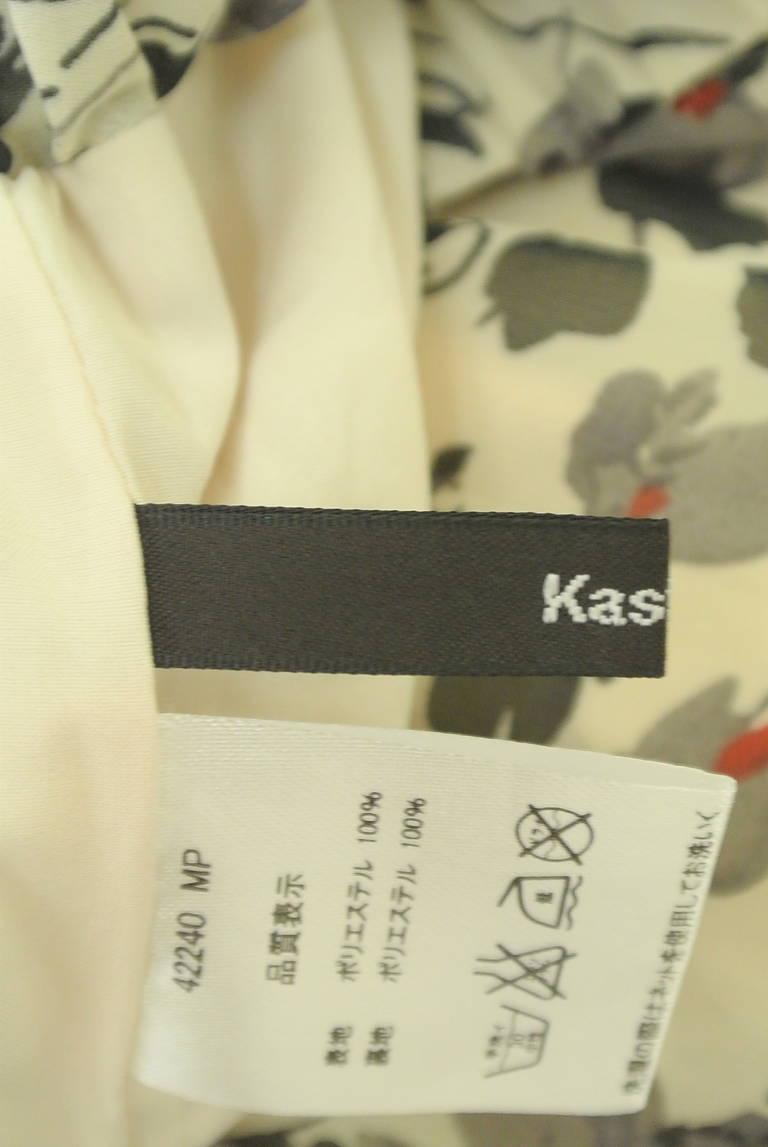 Kas
42240 MP
品質表示
表地 ポリエステル 100%
裏地 ポリエステル 100%
水洗の際はネットを使用してお洗いく